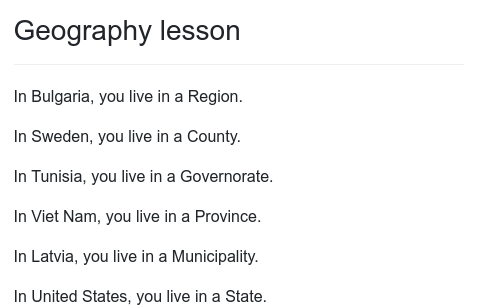 Geography lesson
In Bulgaria, you live in a Region.
In Sweden, you live in a County.
In Tunisia, you live in a Governorate.
In Viet Nam, you live in a Province.
In Latvia, you live in a Municipality.
In United States, you live in a State.